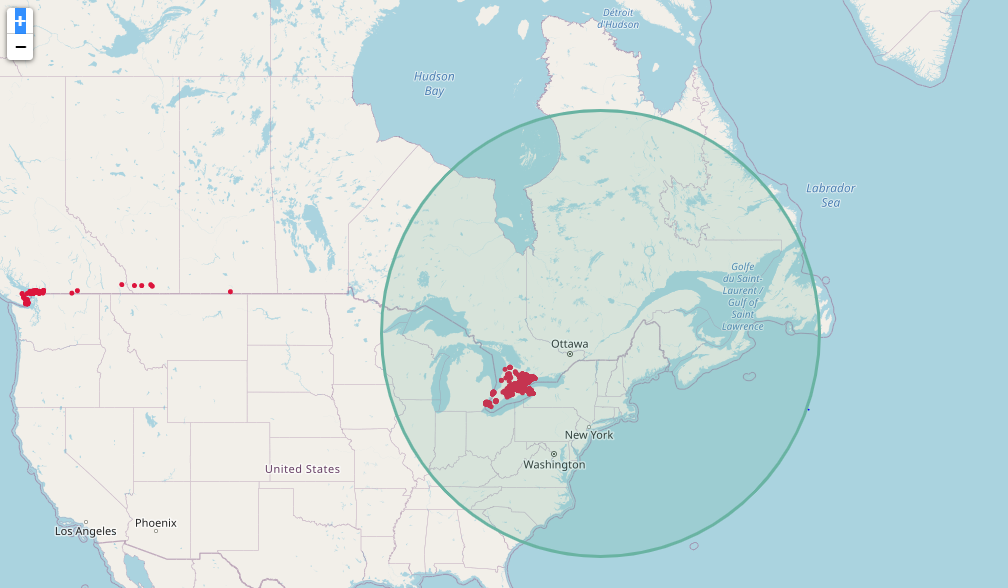 +
−
Détroit
d'Hudson
Hudson
Bay
Labrador
Sea
Golfe
du Saint-
Laurent /
Gulf of
Saint
Lawrence
Ottawa
New York
Washington
United States
Phoenix
Los Angeles